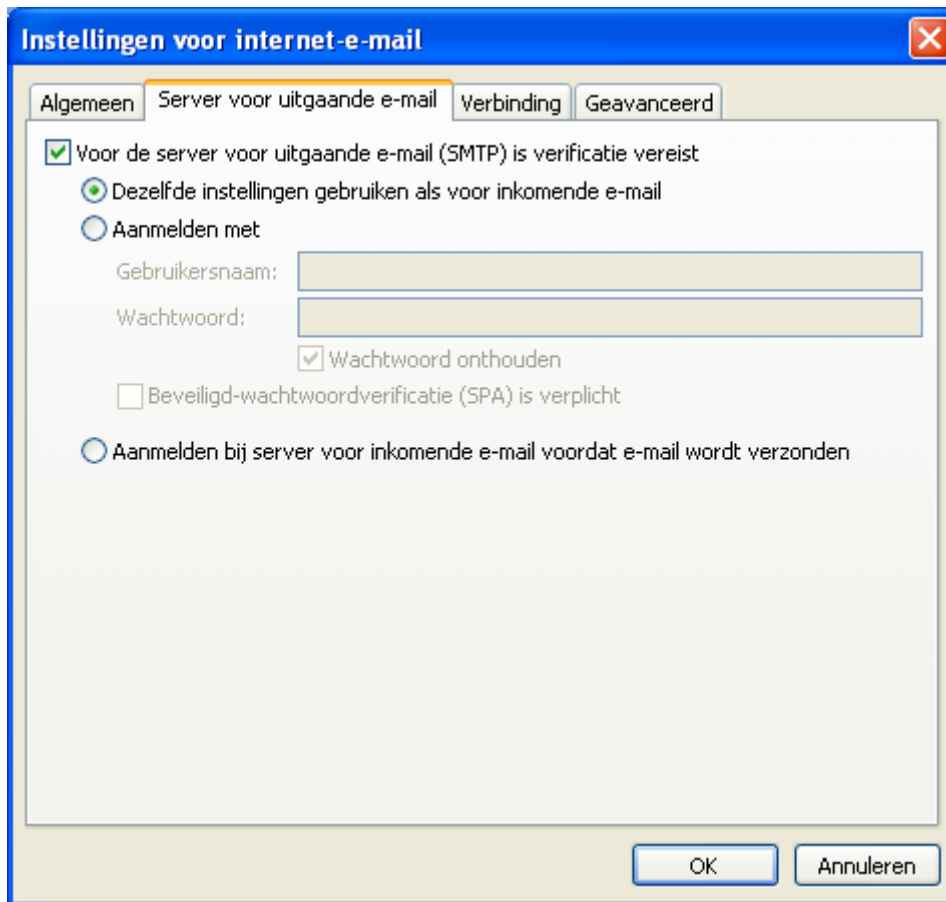 Instellingen voor internet-e-mail
Algemeen Server voor uitgaande e-mail Verbinding Geavanceerd
Voor de server voor uitgaande e-mail (SMTP) is verificatie vereist
Dezelfde instellingen gebruiken als voor inkomende e-mail
Aanmelden met
Gebruikersnaam:
Wachtwoord:
Wachtwoord onthouden
Beveiligd-wachtwoordverificatie (SPA) is verplicht
Aanmelden bij server voor inkomende e-mail voordat e-mail wordt verzonden
OK Annuleren